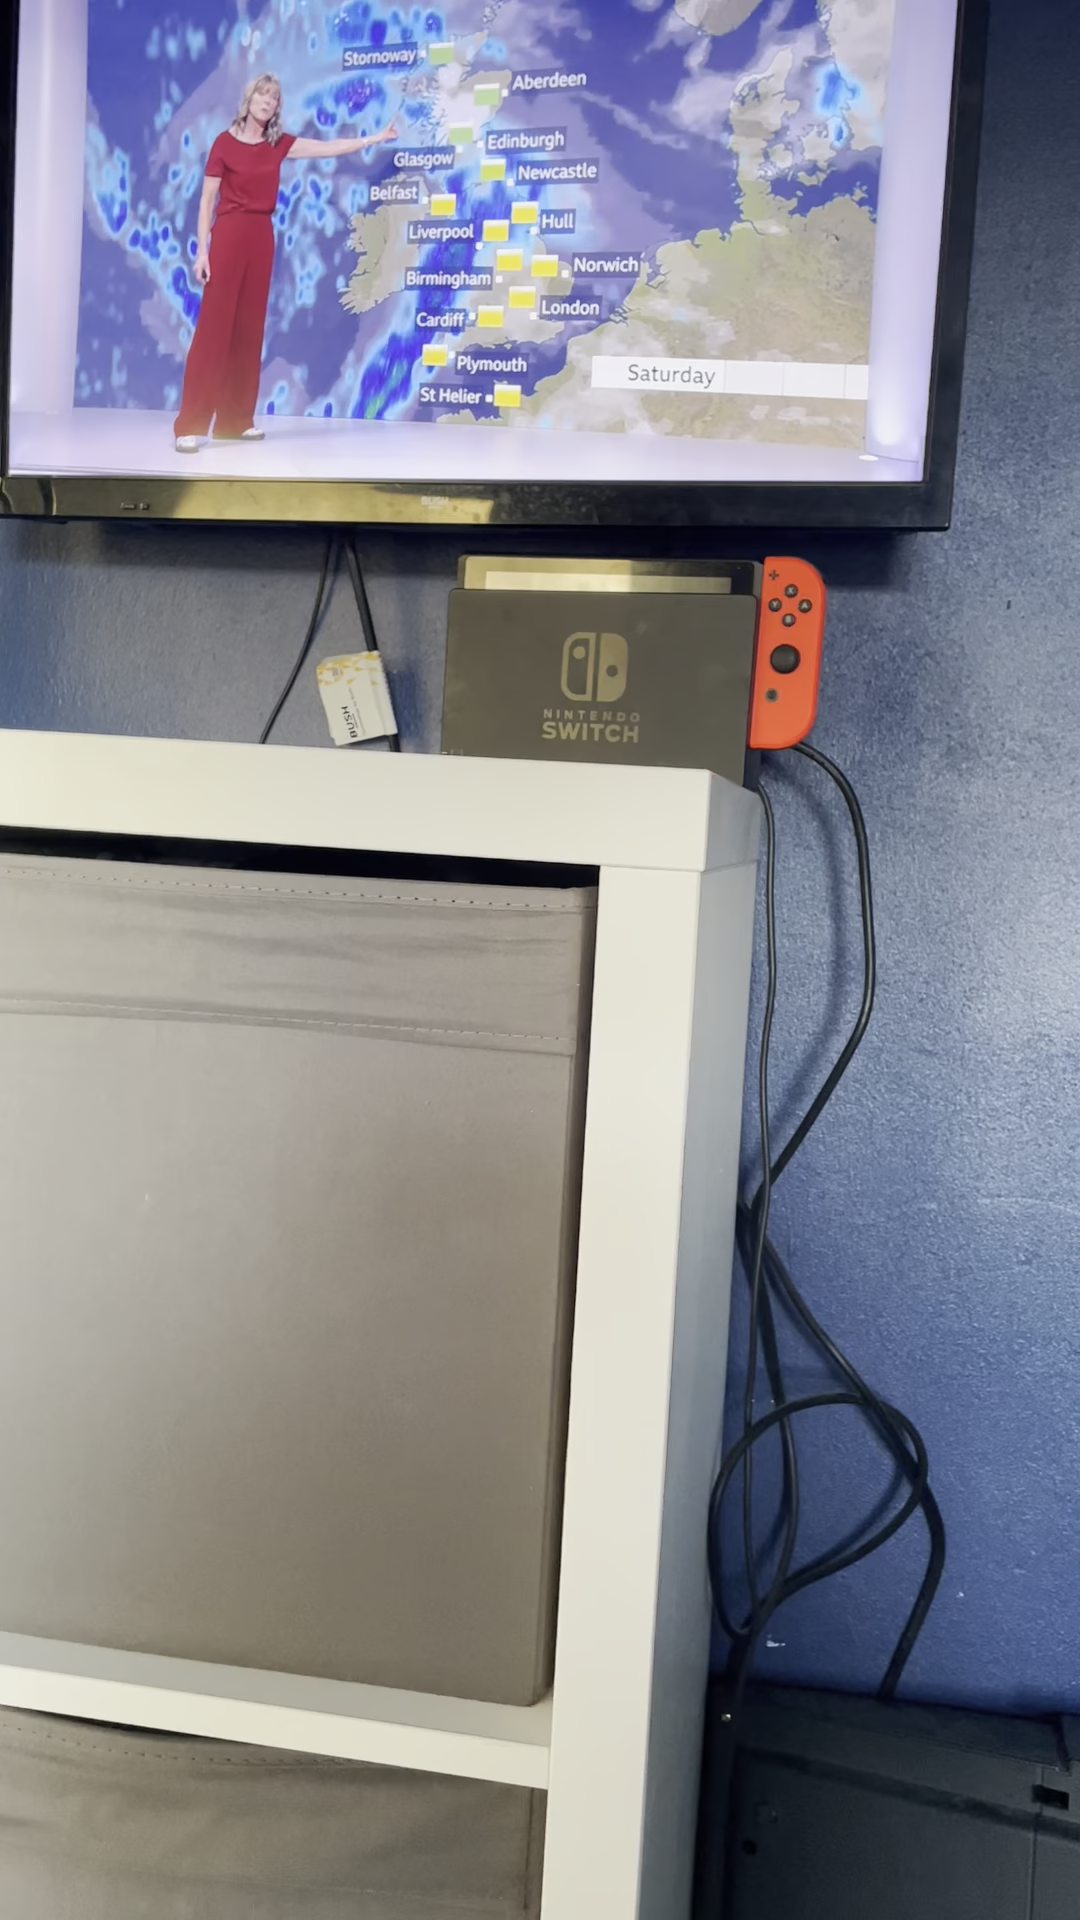 Stornoway
Aberdeen
Edinburgh
Glasgow
Newcastle
Belfast
Hull
Liverpool
Norwich
Birmingham
London
Cardiff
Plymouth
Saturday
St Helier
BUSH
X
Y A
B
NINTENDO
SWITCH
BUSH